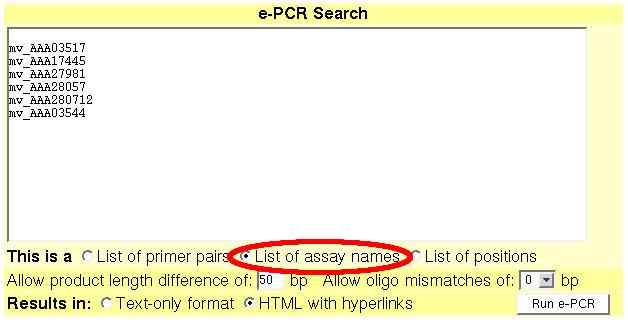 e-PCR Search
mv_AAA03517
mv_AAA17445
mv_AAA27981
mv_AAA28057
mv_AAA280712
mv_AAA03544
This is a List of primer pairs List of assay names List of positions
Allow product length difference of: 50 bp Allow oligo mismatches of: 0 bp
Results in: Text-only format HTML with hyperlinks Run e-PCR